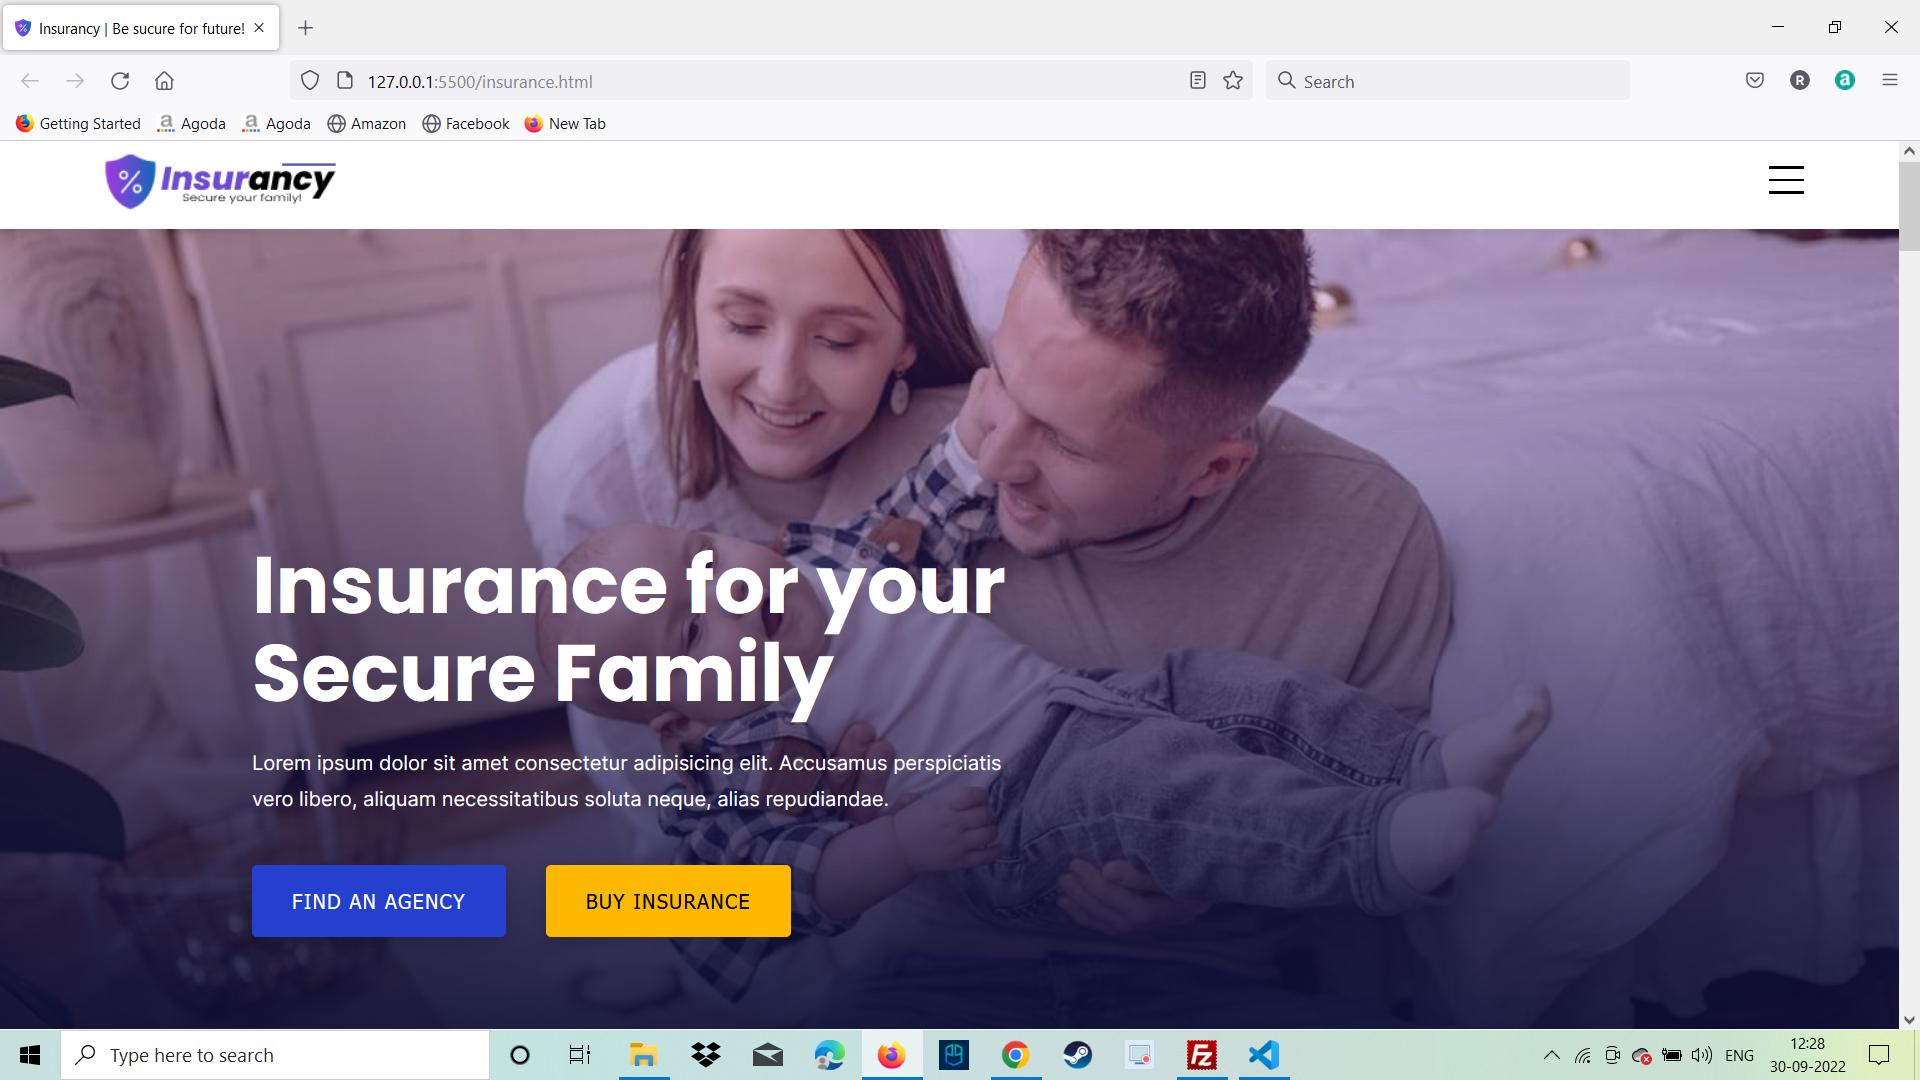 Insurancy | Be sucure for future!
127.0.0.1:5500/insurance.html
Search
Getting Started
Agoda
Agoda
Amazon
Facebook
New Tab
Insurancy
Secure your family!
Insurance for your
Secure Family
Lorem ipsum dolor sit amet consectetur adipisicing elit. Accusamus perspiciatis
vero libero, aliquam necessitatibus soluta neque, alias repudiandae.
FIND AN AGENCY
BUY INSURANCE
Type here to search
ENG
12:28
30-09-2022